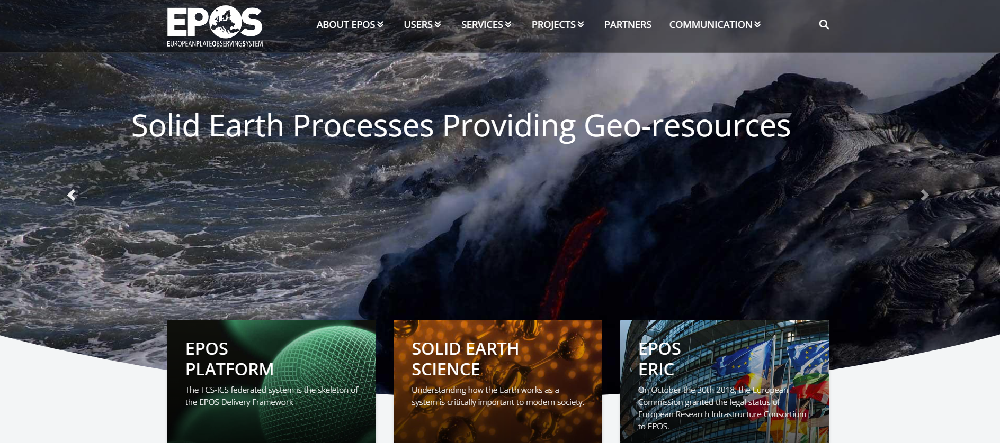 EPOS
EUROPEANPLATEOBSERVINGSYSTEM
ABOUT EPOS
USERS
SERVICES
PROJECTS
PARTNERS
COMMUNICATION
Solid Earth Processes Providing Geo-resources
EPOS
PLATFORM
The TCS-ICS federated system is the skeleton of
the EPOS Delivery Framework
SOLID EARTH
SCIENCE
Understanding how the Earth works as a
system is critically important to modern society.
EPOS
ERIC
On October the 30th 2018, the European
Commission granted the legal status of
European Research Infrastructure Consortium
to EPOS.